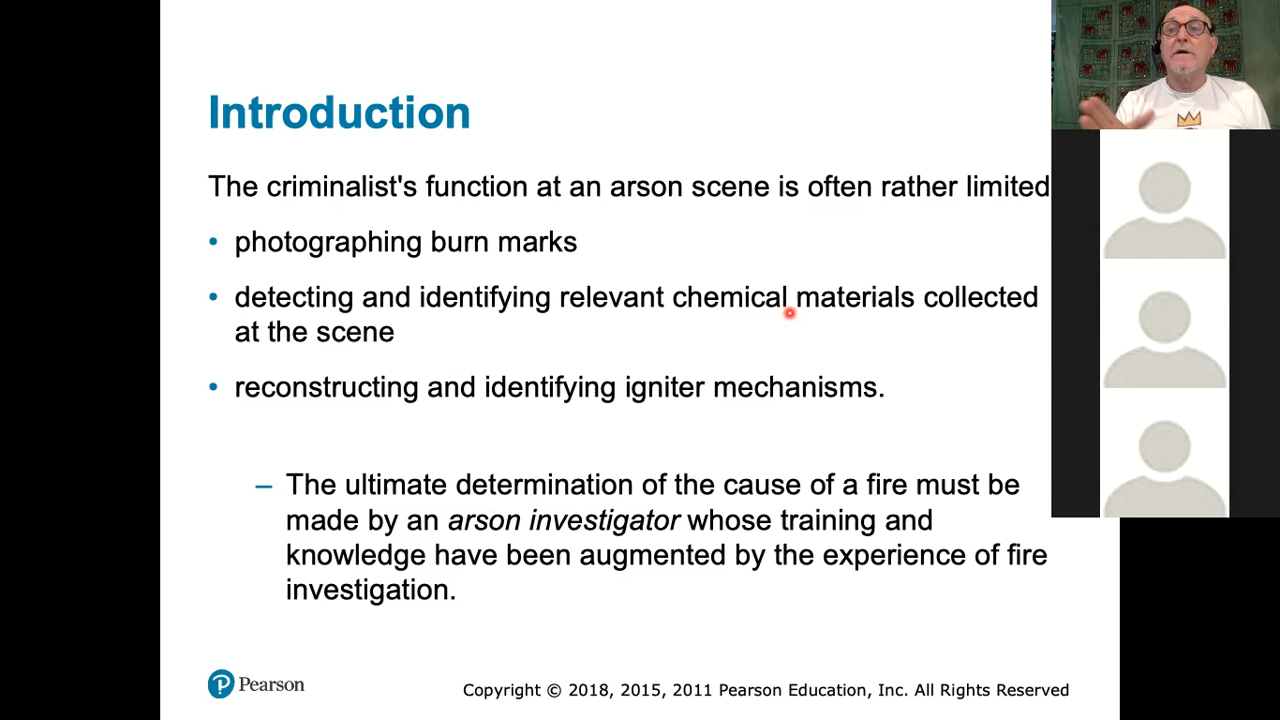 Introduction
The criminalist's function at an arson scene is often rather limited
• photographing burn marks
• detecting and identifying relevant chemical materials collected
at the scene
• reconstructing and identifying igniter mechanisms.
– The ultimate determination of the cause of a fire must be
made by an arson investigator whose training and
knowledge have been augmented by the experience of fire
investigation.
P Pearson
Copyright © 2018, 2015, 2011 Pearson Education, Inc. All Rights Reserved